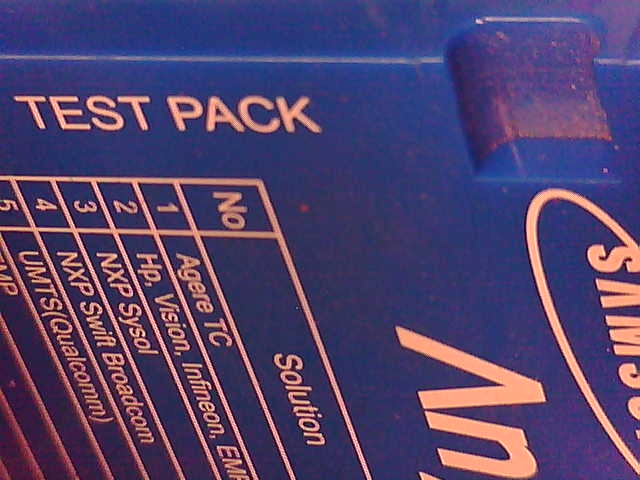 TEST PACK
SAMS
No Solution
1 Agere TC
2 Hp, Vision, Infineon, EMP
3 NXP Sysol
4 NXP Swift Broadcom
5 UMTS(Qualcomm)